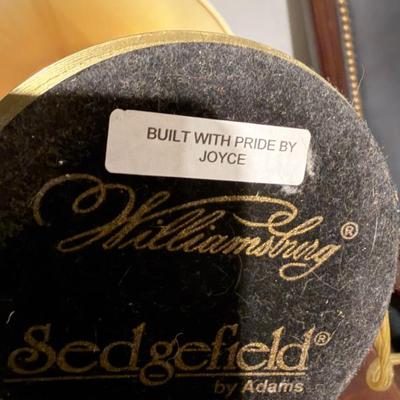 BUILT WITH PRIDE BY
JOYCE
Williamsburg®
Sedgefield®
by Adams